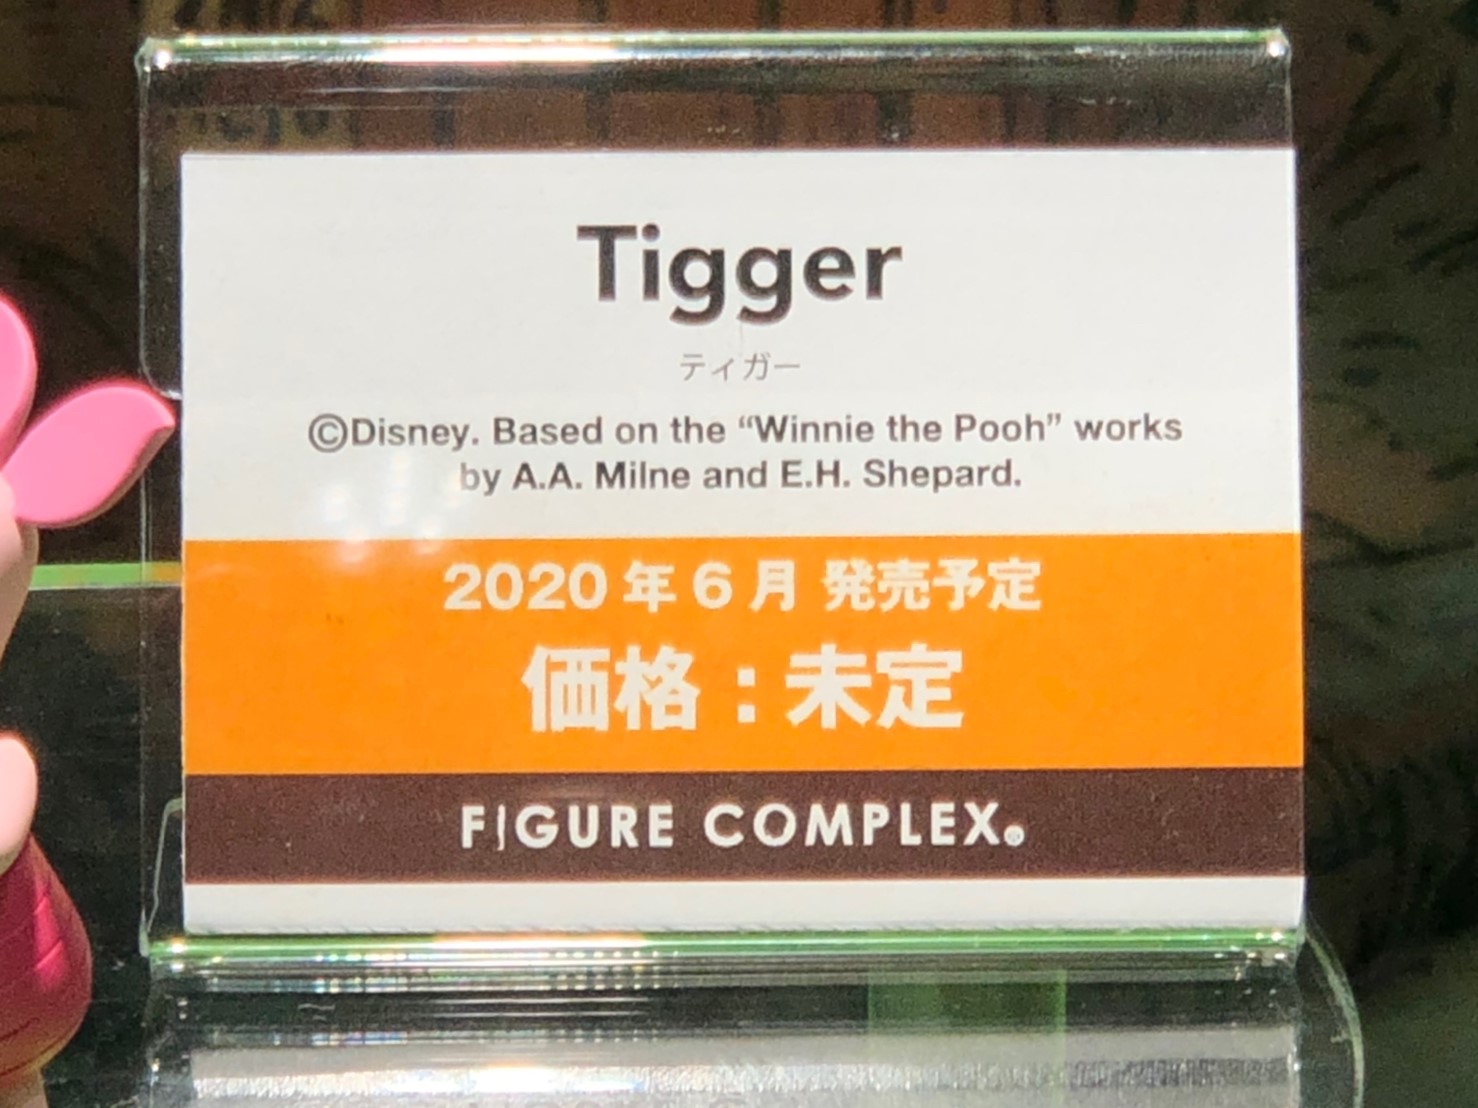 Tigger
ティガー
©Disney. Based on the “Winnie the Pooh” works
by A.A. Milne and E.H. Shepard.
2020年6月 発売予定
価格：未定
FIGURE COMPLEX®